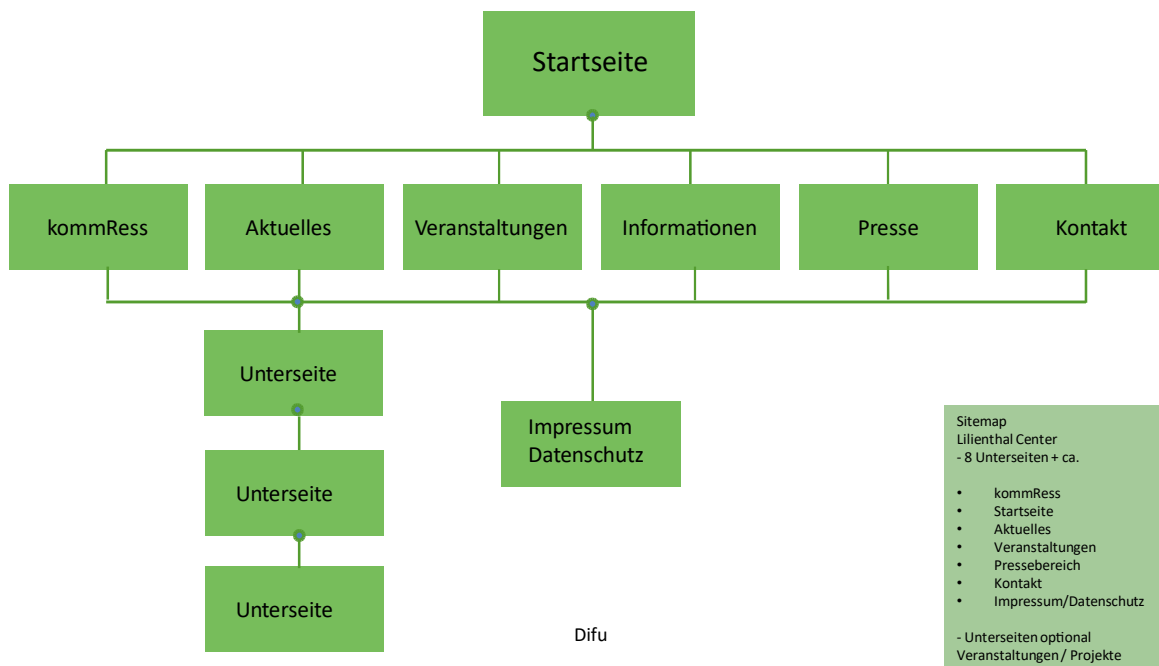 Startseite
kommRess
Aktuelles
Veranstaltungen
Informationen
Presse
Kontakt
Unterseite
Unterseite
Unterseite
Impressum
Datenschutz
Difu
Sitemap
Lilienthal Center
- 8 Unterseiten + ca.
• kommRess
• Startseite
• Aktuelles
• Veranstaltungen
• Pressebereich
• Kontakt
• Impressum/Datenschutz
- Unterseiten optional
Veranstaltungen / Projekte